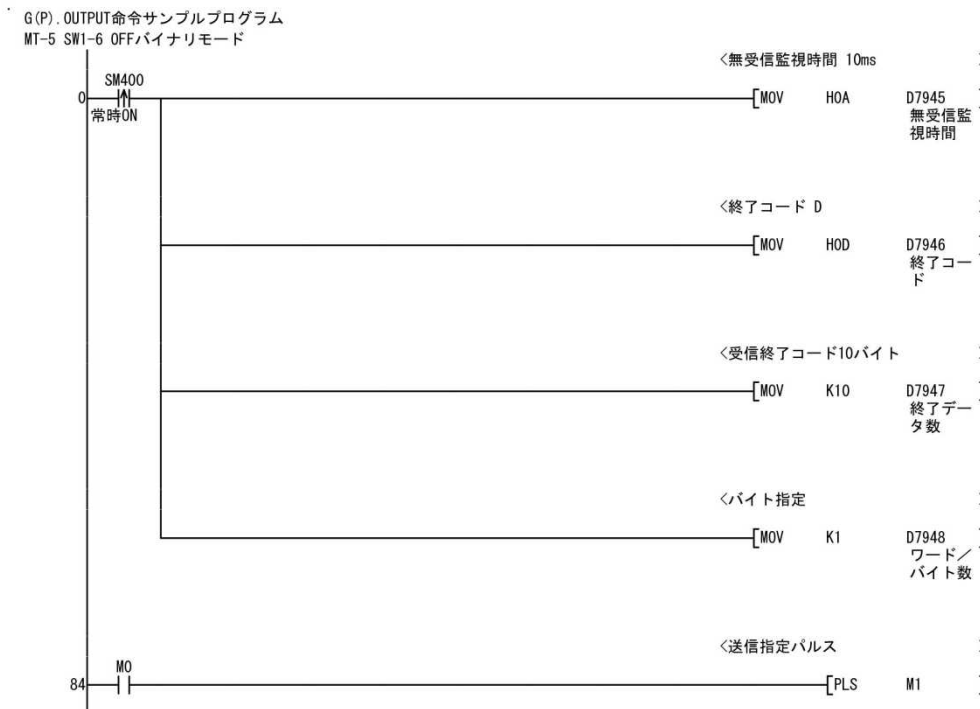 G(P).OUTPUT命令サンプルプログラム
MT-5 SW1-6 OFFバイナリモード
<無受信監視時間 10ms
SM400
0
[MOV H0A D7945
常時ON
無受信監
視時間
<終了コード D
[MOV H0D D7946
終了コー
ド
<受信終了コード10バイト
[MOV K10 D7947
終了デー
タ数
<バイト指定
[MOV K1 D7948
ワード/
バイト数
<送信指定パルス
M0
84
[PLS M1